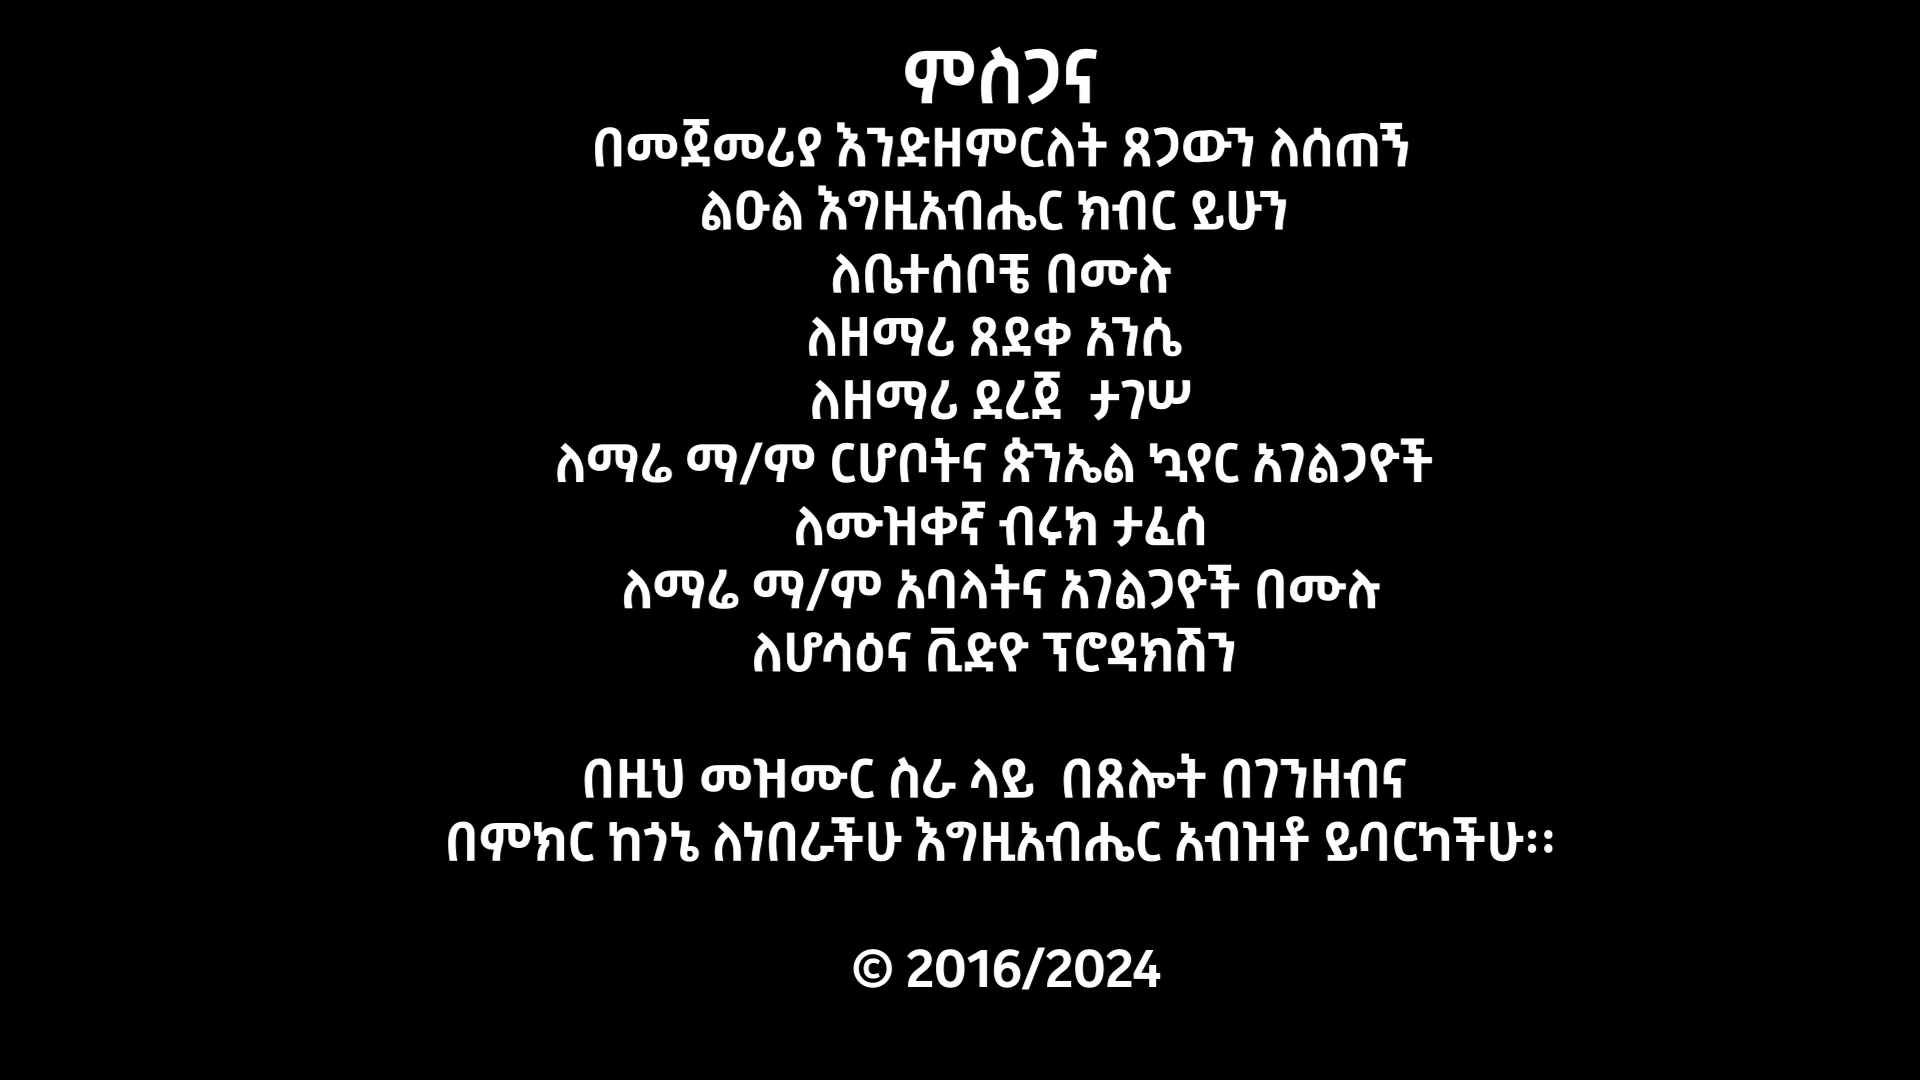 ምስጋና
በመጀመሪያ እንድዘምርለት ጸጋውን ለሰጠኝ
ልዑል እግዚአብሔር ክብር ይሁን
ለቤተሰቦቼ በሙሉ
ለዘማሪ ጸደቀ አንሴ
ለዘማሪ ደረጀ ታገሠ
ለማሬ ማ/ም ርሆቦትና ጵንኤል ኳየር አገልጋዮች
ለሙዝቀኛ ብሩክ ታፈሰ
ለማሬ ማ/ም አባላትና አገልጋዮች በሙሉ
ለሆሳዕና ቪድዮ ፕሮዳክሽን
በዚህ መዝሙር ስራ ላይ በጸሎት በገንዘብና
በምክር ከጎኔ ለነበራችሁ እግዚአብሔር አብዝቶ ይባርካችሁ፡፡
© 2016/2024